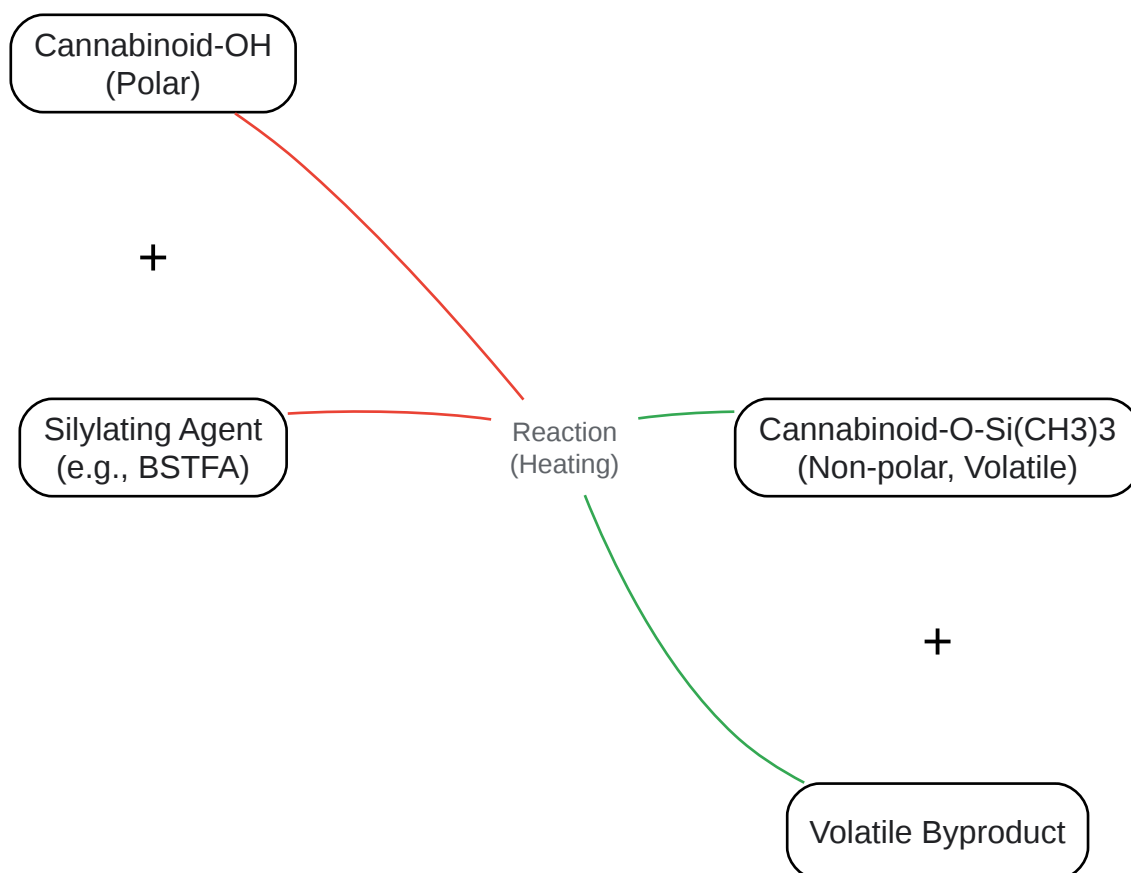 Cannabinoid-OH
(Polar)
+
Silylating Agent
(e.g., BSTFA)
Reaction
(Heating)
Cannabinoid-O-Si(CH3)3
(Non-polar, Volatile)
+
Volatile Byproduct